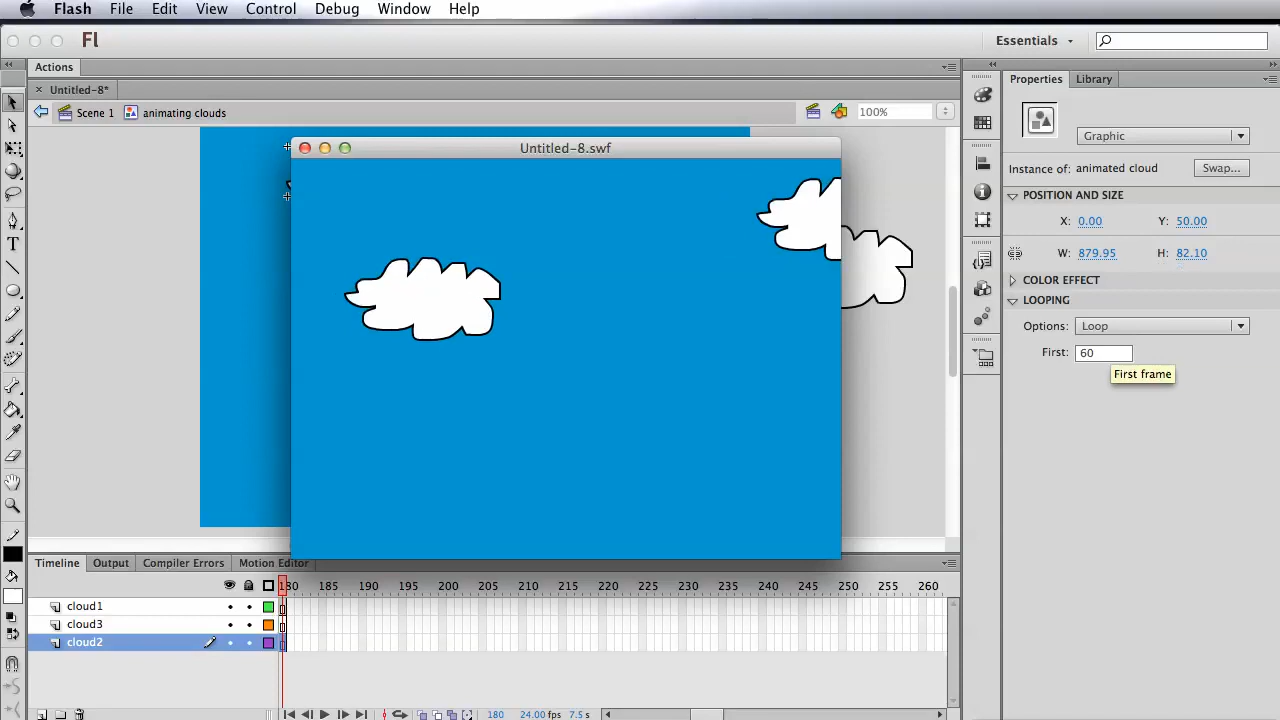 Flash File Edit View Control Debug Window Help
Fl Essentials
Actions
Untitled-8*
Scene 1 animating clouds 100%
Untitled-8.swf
Properties Library
Graphic
Instance of: animated cloud Swap...
POSITION AND SIZE
X: 0.00 Y: 50.00
W: 879.95 H: 82.10
COLOR EFFECT
LOOPING
Options: Loop
First: 60
First frame
Timeline Output Compiler Errors Motion Editor
180 185 190 195 200 205 210 215 220 225 230 235 240 245 250 255 260
cloud1
cloud3
cloud2
180 24.00 fps 7.5 s